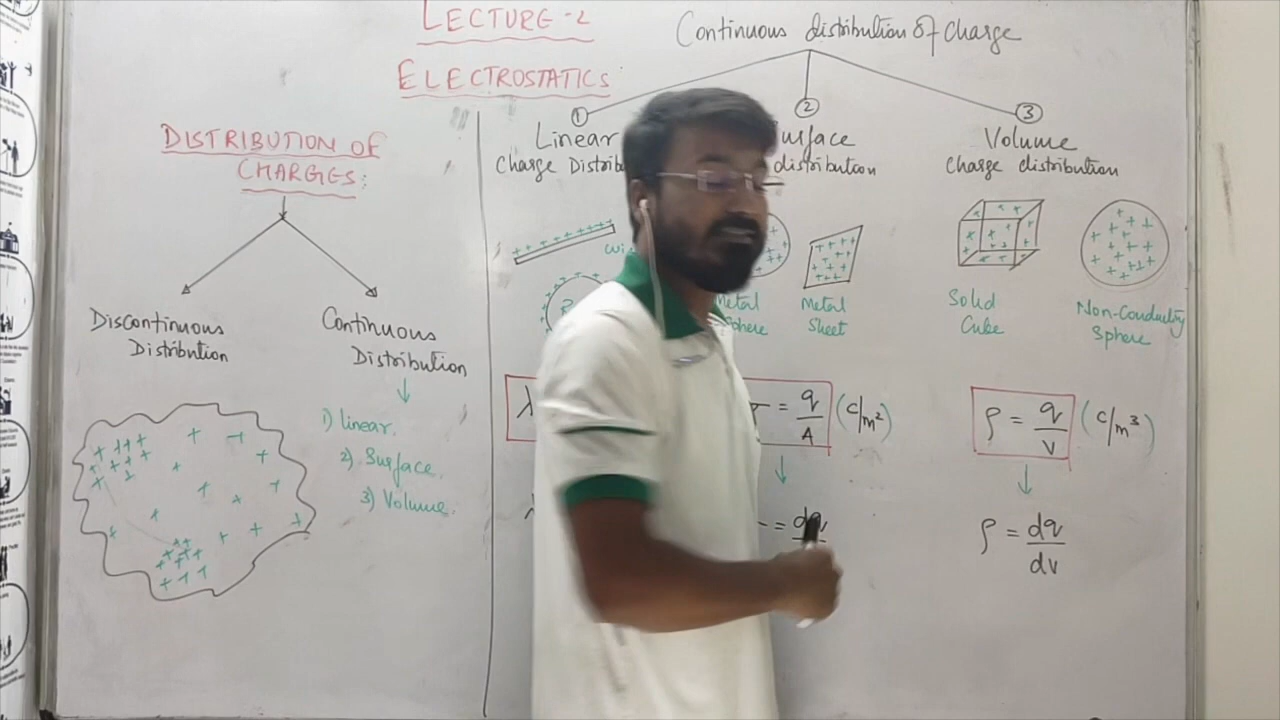 LECTURE-2
ELECTROSTATICS
DISTRIBUTION OF
CHARGES:
Discontinuous
Distribution
Continuous
Distribution
1) linear.
2) Surface
3) Volume.
Continuous distribution of charge
1
Linear
Charge
2
distribution
3
Volume
charge distribution
Metal
Sheet
Solid
Cube
Non-Conducting
Sphere
λ
= q/A (C/m²)
ρ = q/V (C/m³)
ρ = dq/dv